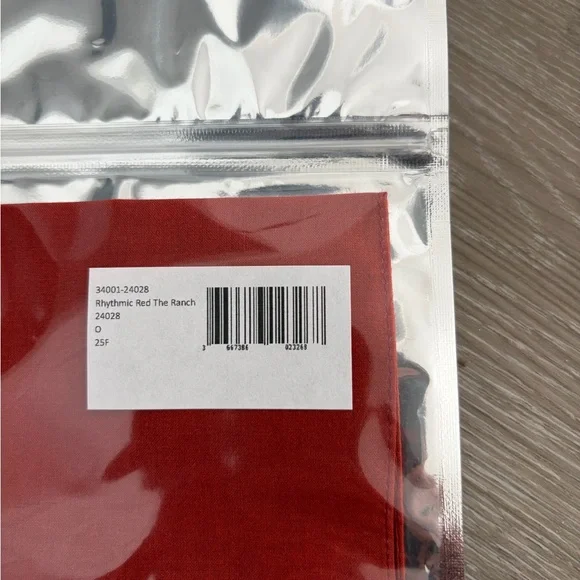 34001-24028
Rhythmic Red The Ranch
24028
O
25F
3 667386 023268